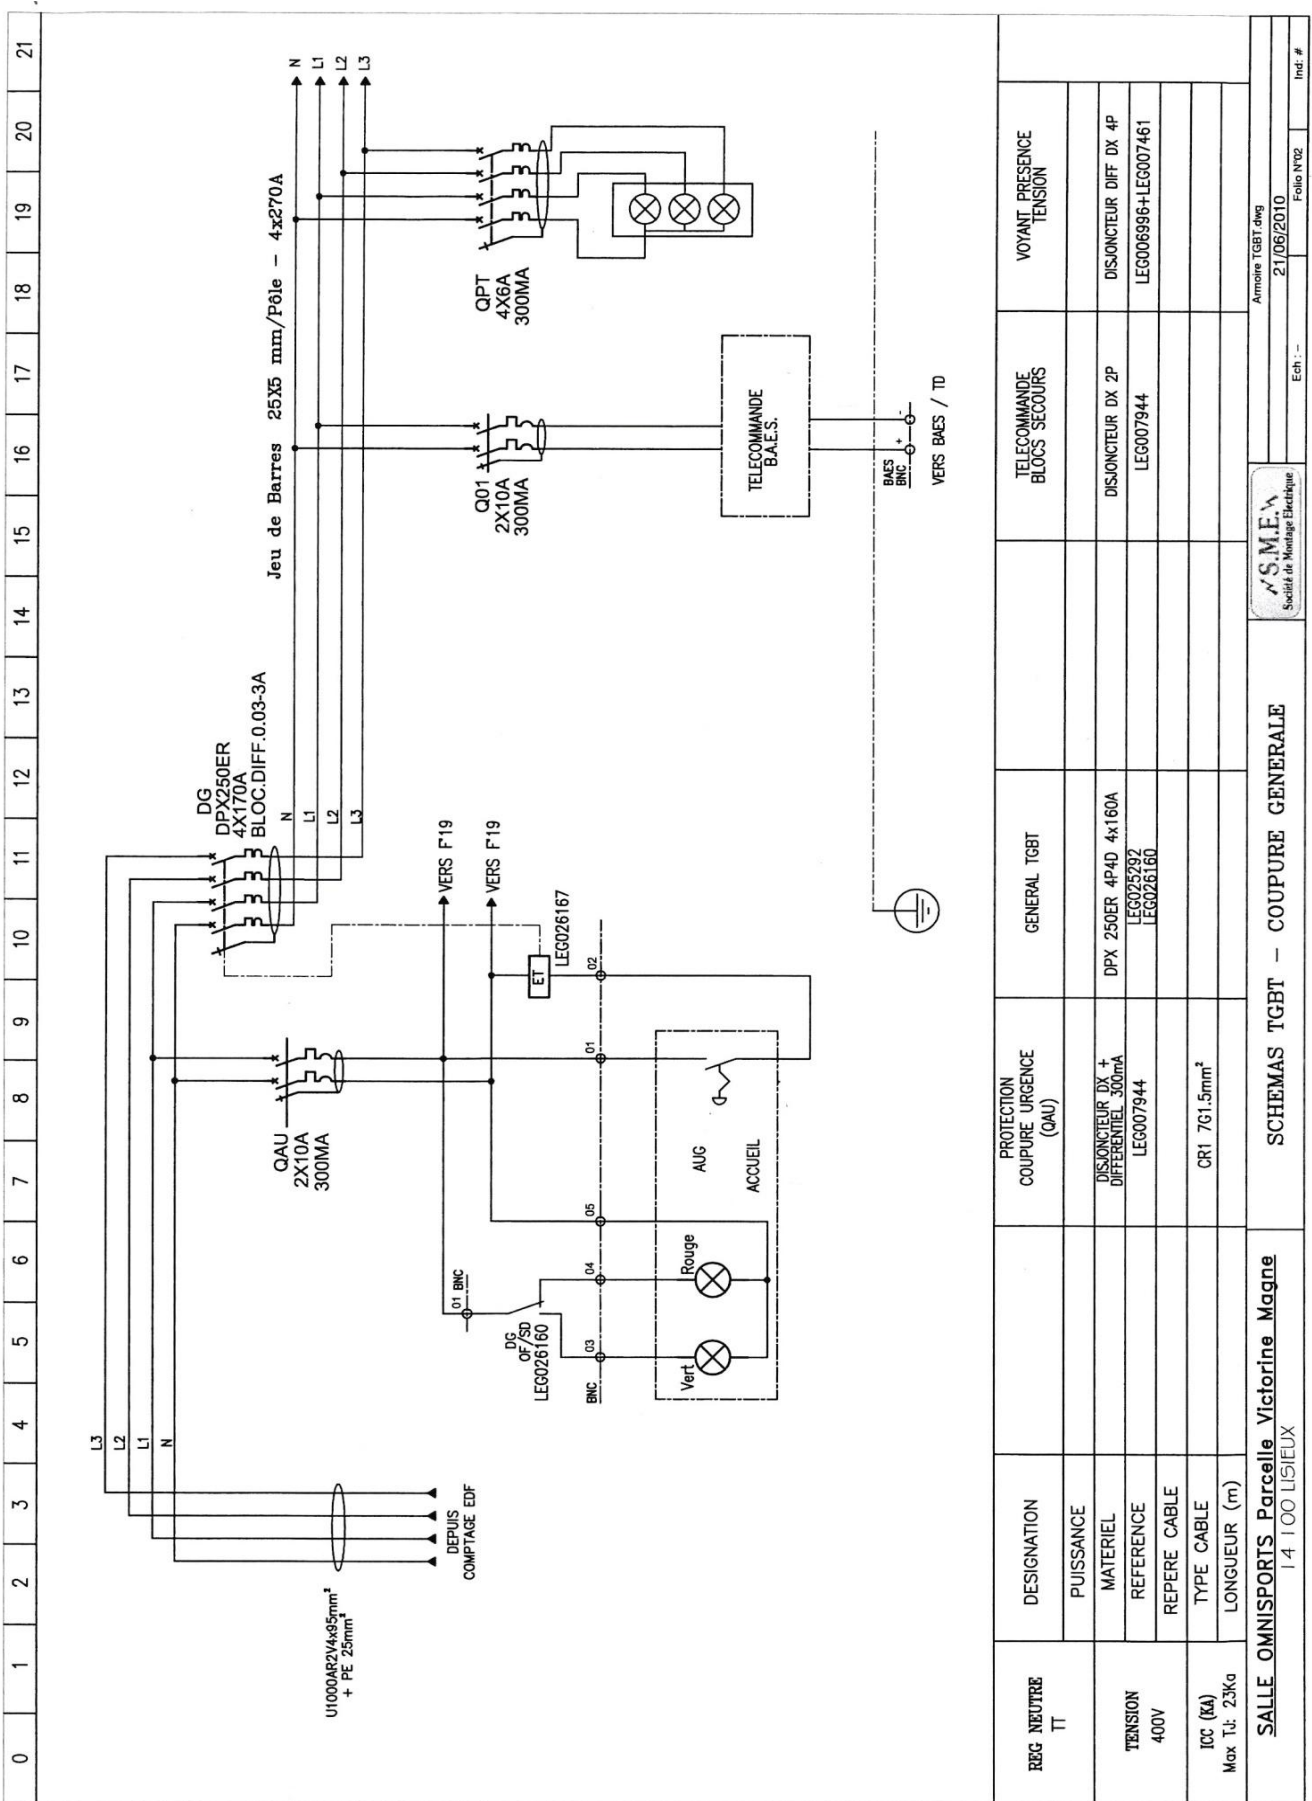 0 1 2 3 4 5 6 7 8 9 10 11 12 13 14 15 16 17 18 19 20 21
L3
L2
L1
N
U1000AR2V4x95mm²
+ PE 25mm²
DEPUIS
COMPTAGE EDF
QAU
2X10A
300MA
DG
DPX250ER
4X170A
BLOC.DIFF.0.03-3A
N
L1
L2
L3
Jeu de Barres 25X5 mm/Pôle - 4x270A
N
L1
L2
L3
VERS F19
VERS F19
01 BNC
DG
OF/SD
LEG026160
ET
LEG026167
BNC
03
04
05
01
02
Vert
Rouge
AUG
ACCUEIL
Q01
2X10A
300MA
TELECOMMANDE
B.A.E.S.
BAES
BNC
+
-
VERS BAES / TD
QPT
4X6A
300MA
REG NEUTRE
TT
TENSION
400V
ICC (KA)
Max TJ: 23Ka
DESIGNATION
PUISSANCE
MATERIEL
REFERENCE
REPERE CABLE
TYPE CABLE
LONGUEUR (m)
PROTECTION
COUPURE URGENCE
(QAU)
DISJONCTEUR DX +
DIFFERENTIEL 300mA
LEG007944
CR1 7G1.5mm²
GENERAL TGBT
DPX 250ER 4P4D 4x160A
LEG025292
LEG026160
TELECOMMANDE
BLOCS SECOURS
DISJONCTEUR DX 2P
LEG007944
VOYANT PRESENCE
TENSION
DISJONCTEUR DIFF DX 4P
LEG006996+LEG007461
SALLE OMNISPORTS Parcelle Victorine Magne
14 100 LISIEUX
SCHEMAS TGBT - COUPURE GENERALE
S.M.E.
Société de Montage Electrique
Armoire TGBT.dwg
21/06/2010
Ech : -
Folio N°02
Ind: #